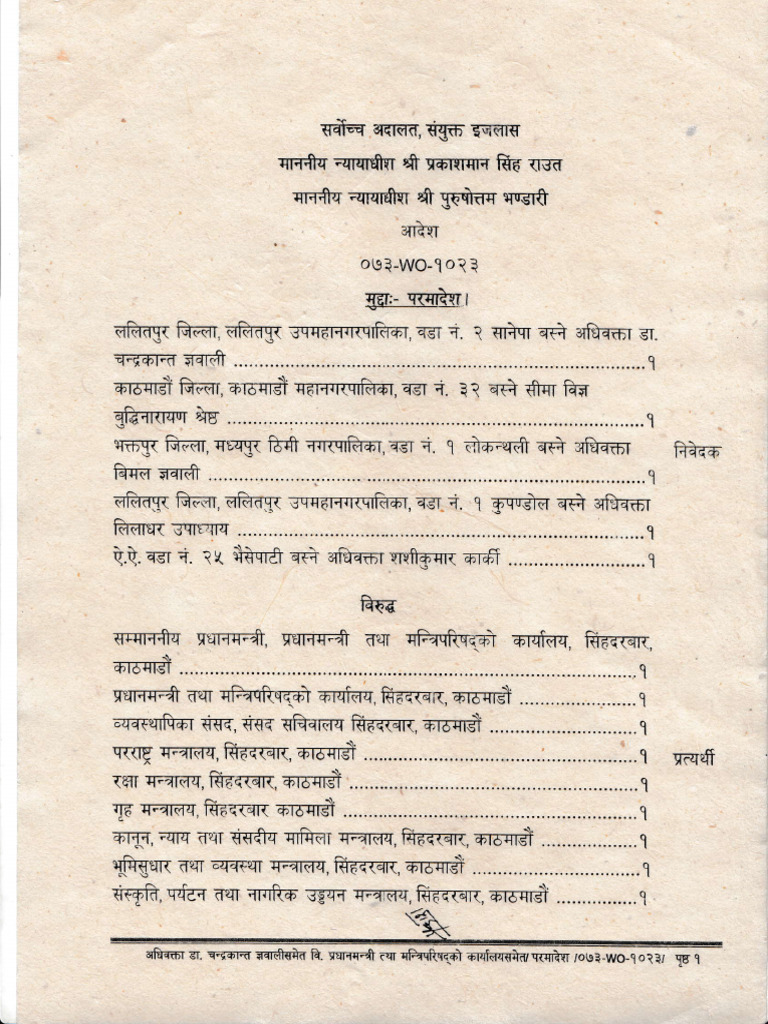 सर्वोच्च अदालत, संयुक्त इजलास
माननीय न्यायाधीश श्री प्रकाशमान सिंह राउत
माननीय न्यायाधीश श्री पुरुषोत्तम भण्डारी
आदेश
०७३-WO-१०२३
मुद्दाः- परमादेश।
ललितपुर जिल्ला, ललितपुर उपमहानगरपालिका, वडा नं. २ सानेपा बस्ने अधिवक्ता डा.
चन्द्रकान्त ज्ञवाली ..........१
काठमाडौं जिल्ला, काठमाडौं महानगरपालिका, वडा नं. ३२ बस्ने सीमा विज्ञ
बुद्धिनारायण श्रेष्ठ ..........१
भक्तपुर जिल्ला, मध्यपुर ठिमी नगरपालिका, वडा नं. १ लोकन्थली बस्ने अधिवक्ता निवेदक
बिमल ज्ञवाली ..........१
ललितपुर जिल्ला, ललितपुर उपमहानगरपालिका, वडा नं. १ कुपण्डोल बस्ने अधिवक्ता
लिलाधर उपाध्याय ..........१
ऐ.ऐ. वडा नं. २५ भैसेपाटी बस्ने अधिवक्ता शशीकुमार कार्की ..........१
विरुद्ध
सम्माननीय प्रधानमन्त्री, प्रधानमन्त्री तथा मन्त्रिपरिषद्को कार्यालय, सिंहदरबार,
काठमाडौं ..........१
प्रधानमन्त्री तथा मन्त्रिपरिषद्को कार्यालय, सिंहदरबार, काठमाडौं ..........१
व्यवस्थापिका संसद, संसद सचिवालय सिंहदरबार, काठमाडौं ..........१
परराष्ट्र मन्त्रालय, सिंहदरबार, काठमाडौं ..........१ प्रत्यर्थी
रक्षा मन्त्रालय, सिंहदरबार, काठमाडौं ..........१
गृह मन्त्रालय, सिंहदरबार काठमाडौं ..........१
कानून, न्याय तथा संसदीय मामिला मन्त्रालय, सिंहदरबार, काठमाडौं ..........१
भूमिसुधार तथा व्यवस्था मन्त्रालय, सिंहदरबार, काठमाडौं ..........१
संस्कृति, पर्यटन तथा नागरिक उड्डयन मन्त्रालय, सिंहदरबार, काठमाडौं ..........१
अधिवक्ता डा. चन्द्रकान्त ज्ञवालीसमेत वि. प्रधानमन्त्री त्या मन्त्रिपरिषद्को कार्यालयसमेत/ परमादेश /०७३-WO-१०२३/ पृष्ठ १